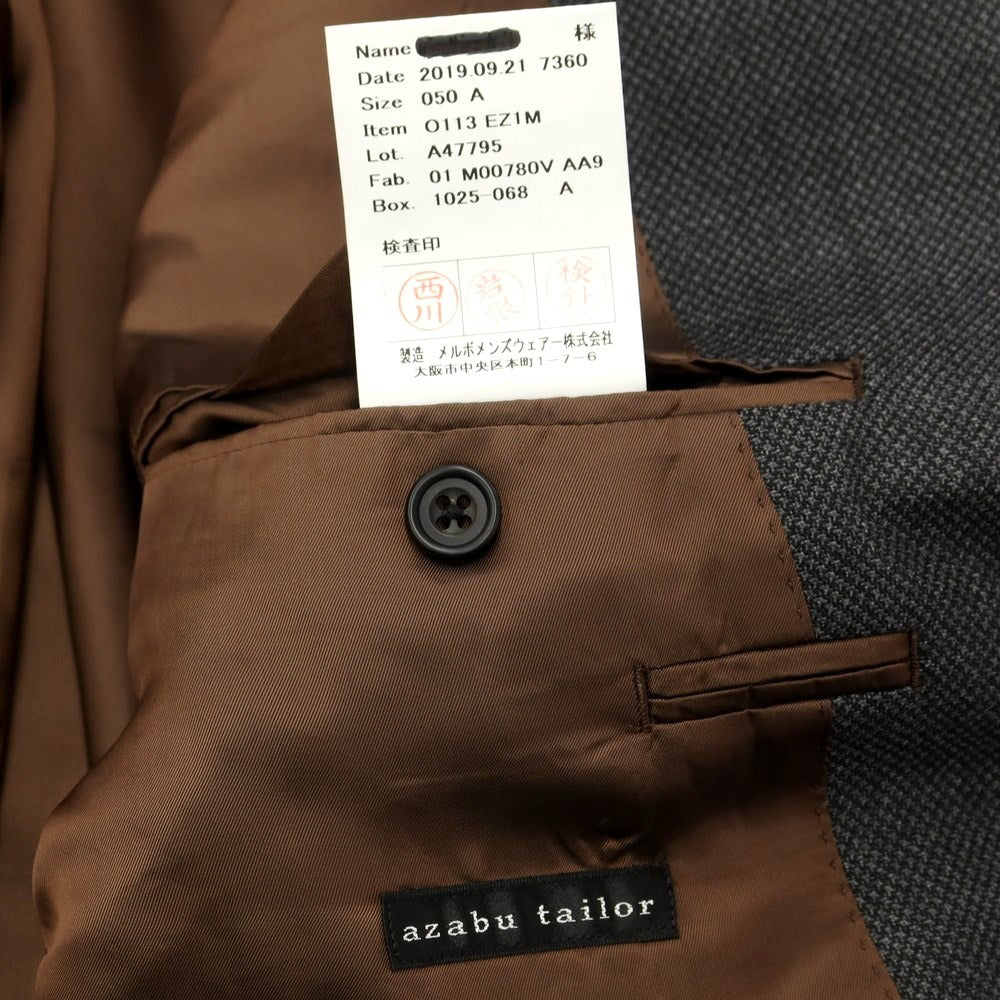 Name 様
Date 2019.09.21 7360
Size 050 A
Item O113 EZ1M
Lot. A47795
Fab. 01 M00780V AA9
Box. 1025-068 A
検査印
西川 岩 検
製造 メルボメンズウェアー株式会社
大阪市中央区本町1-7-6
azabu tailor